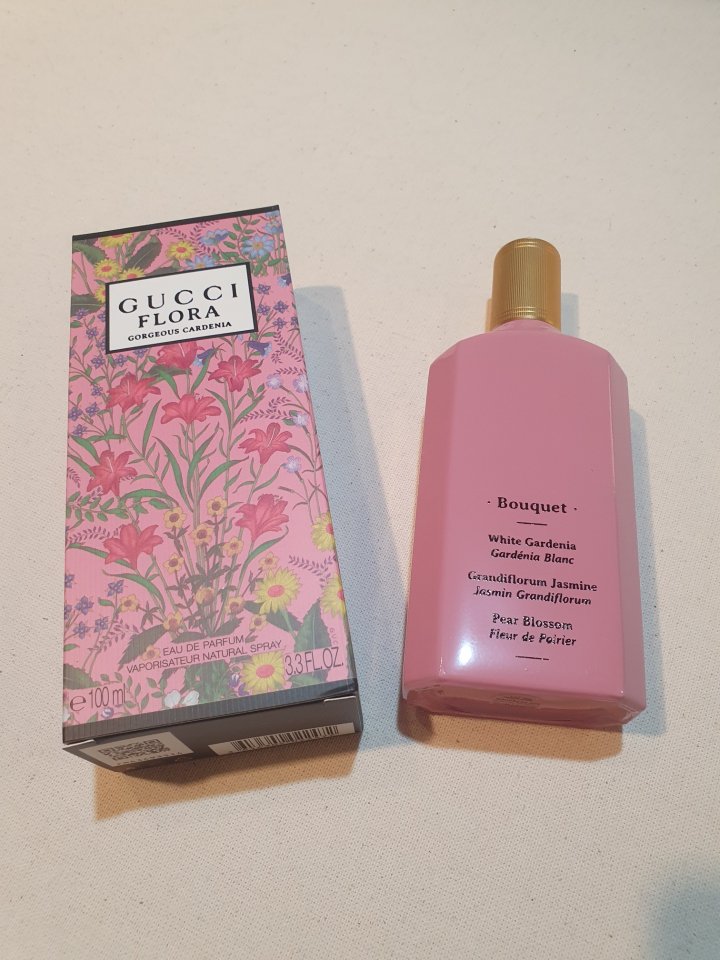 GUCCI
FLORA
GORGEOUS CARDENIA
EAU DE PARFUM
VAPORISATEUR NATURAL SPRAY
e 100 ml
3.3 FL.OZ.
· Bouquet ·
White Gardenia
Gardénia Blanc
Grandiflorum Jasmine
Jasmin Grandiflorum
Pear Blossom
Fleur de Poirier